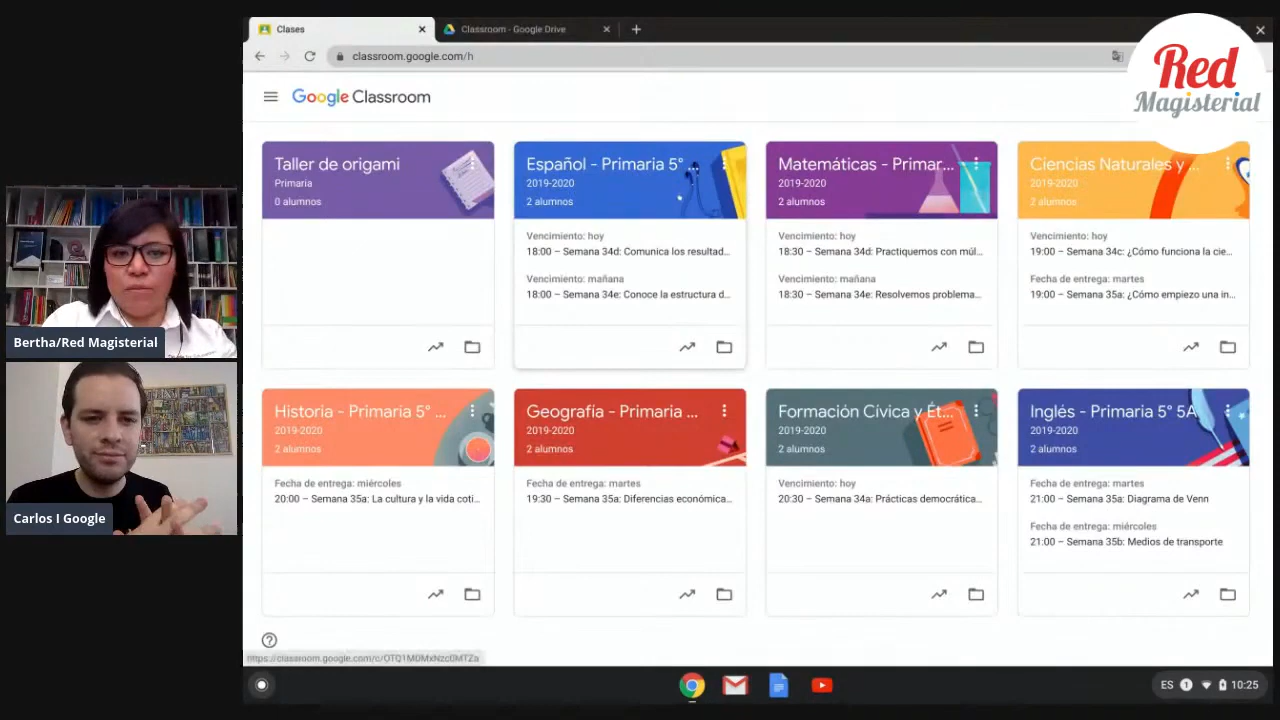 Clases
Classroom - Google Drive
classroom.google.com/h
Red
Magisterial
Google Classroom
Taller de origami
Primaria
0 alumnos
Español - Primaria 5° ...
2019-2020
2 alumnos
Vencimiento: hoy
18:00 – Semana 34d: Comunica los resultad...
Vencimiento: mañana
18:00 – Semana 34e: Conoce la estructura d...
Matemáticas - Primar...
2019-2020
2 alumnos
Vencimiento: hoy
18:30 – Semana 34d: Practiquemos con múl...
Vencimiento: mañana
18:30 – Semana 34e: Resolvemos problema...
Ciencias Naturales y ...
2019-2020
2 alumnos
Vencimiento: hoy
19:00 – Semana 34c: ¿Cómo funciona la cie...
Fecha de entrega: martes
19:00 – Semana 35a: ¿Cómo empiezo una in...
Historia - Primaria 5° ...
2019-2020
2 alumnos
Fecha de entrega: miércoles
20:00 – Semana 35a: La cultura y la vida coti...
Geografía - Primaria ...
2019-2020
2 alumnos
Fecha de entrega: martes
19:30 – Semana 35a: Diferencias económica...
Formación Cívica y Ét...
2019-2020
2 alumnos
Vencimiento: hoy
20:30 – Semana 34a: Prácticas democrática...
Inglés - Primaria 5° 5A
2019-2020
2 alumnos
Fecha de entrega: martes
21:00 – Semana 35a: Diagrama de Venn
Fecha de entrega: miércoles
21:00 – Semana 35b: Medios de transporte
Bertha/Red Magisterial
Carlos I Google
ES 1 10:25